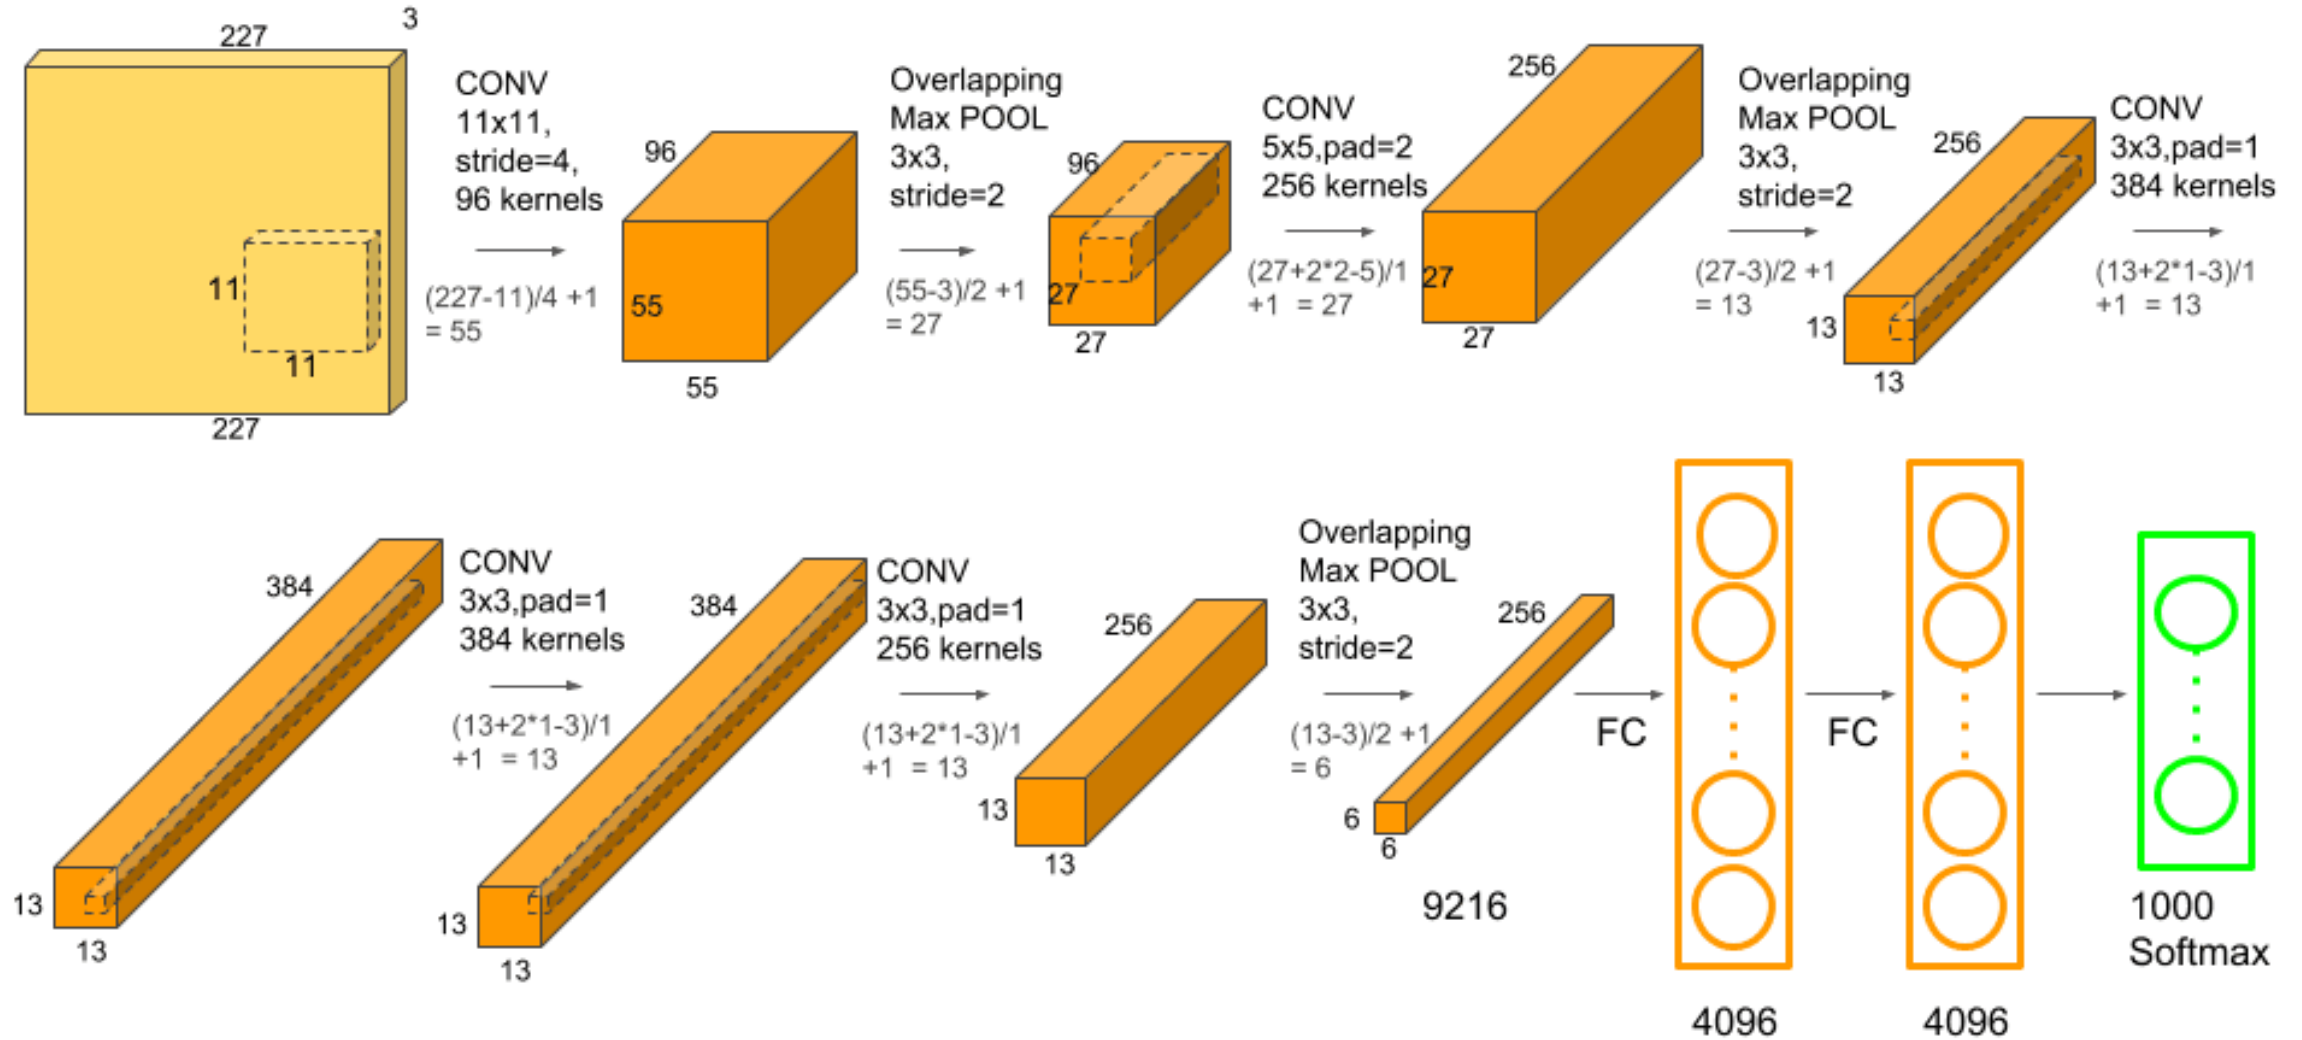 227
3
11
11
227
CONV
11x11,
stride=4,
96 kernels
(227-11)/4 +1
= 55
96
55
55
Overlapping
Max POOL
3x3,
stride=2
(55-3)/2 +1
= 27
96
27
27
CONV
5x5,pad=2
256 kernels
(27+2*2-5)/1
+1 = 27
256
27
27
Overlapping
Max POOL
3x3,
stride=2
(27-3)/2 +1
= 13
256
13
13
CONV
3x3,pad=1
384 kernels
(13+2*1-3)/1
+1 = 13
384
13
13
CONV
3x3,pad=1
384 kernels
(13+2*1-3)/1
+1 = 13
384
13
13
CONV
3x3,pad=1
256 kernels
(13+2*1-3)/1
+1 = 13
256
13
13
Overlapping
Max POOL
3x3,
stride=2
(13-3)/2 +1
= 6
256
6
6
9216
FC
4096
FC
4096
1000
Softmax